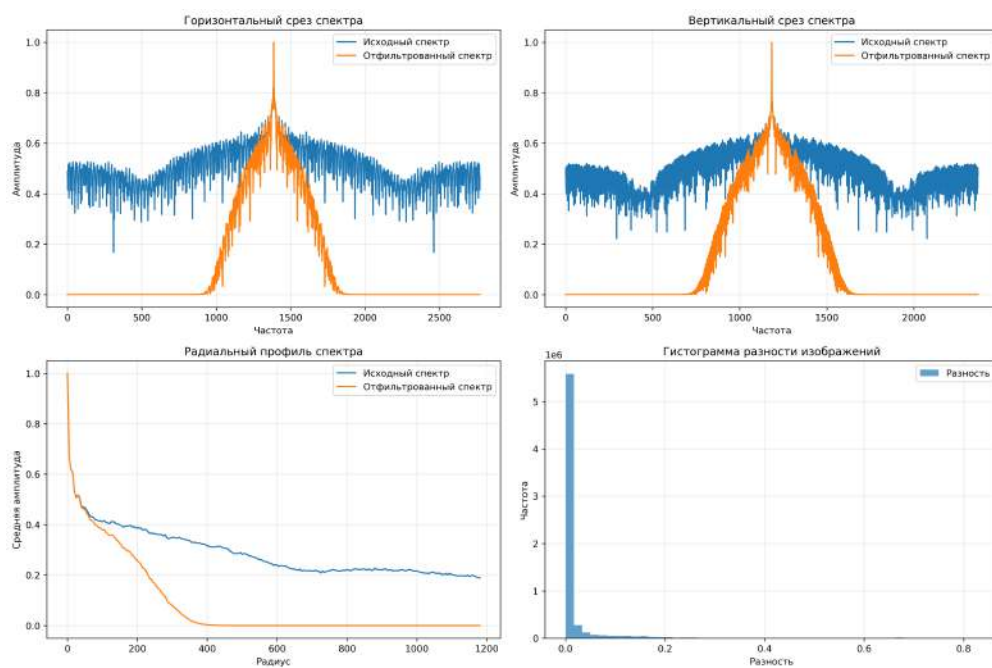 Горизонтальный срез спектра
1.0
0.8
0.6
0.4
0.2
0.0
Амплитуда
Исходный спектр
Отфильтрованный спектр
0 500 1000 1500 2000 2500
Частота
Вертикальный срез спектра
1.0
0.8
0.6
0.4
0.2
0.0
Амплитуда
Исходный спектр
Отфильтрованный спектр
0 500 1000 1500 2000
Частота
Радиальный профиль спектра
1.0
0.8
0.6
0.4
0.2
0.0
Средняя амплитуда
Исходный спектр
Отфильтрованный спектр
0 200 400 600 800 1000 1200
Радиус
Гистограмма разности изображений
1e6
5
4
3
2
1
0
Частота
Разность
0.0 0.2 0.4 0.6 0.8
Разность